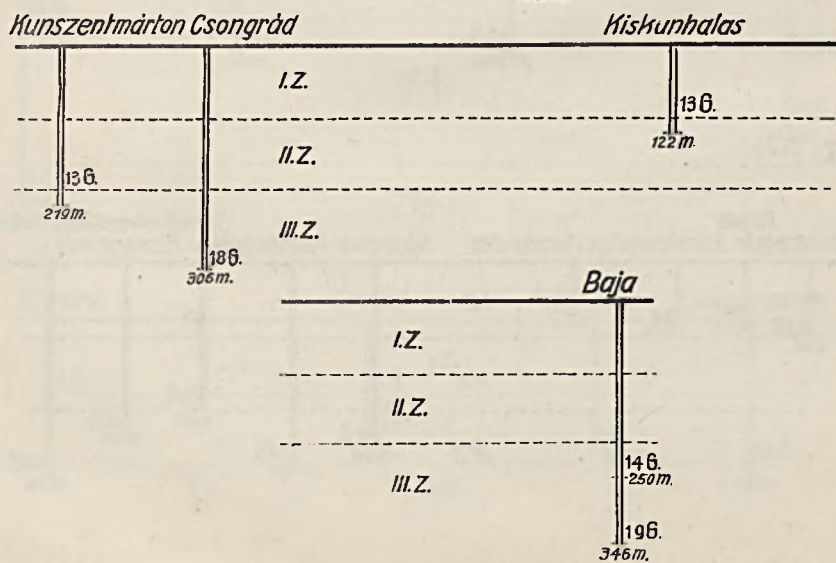 Kunszentmárton Csongrád Kiskunhalas
I.Z.
13 G.
122 m.
II.Z.
13 G.
219 m.
III.Z.
18 G.
306 m.
Baja
I.Z.
II.Z.
14 G.
250 m.
III.Z.
19 G.
346 m.